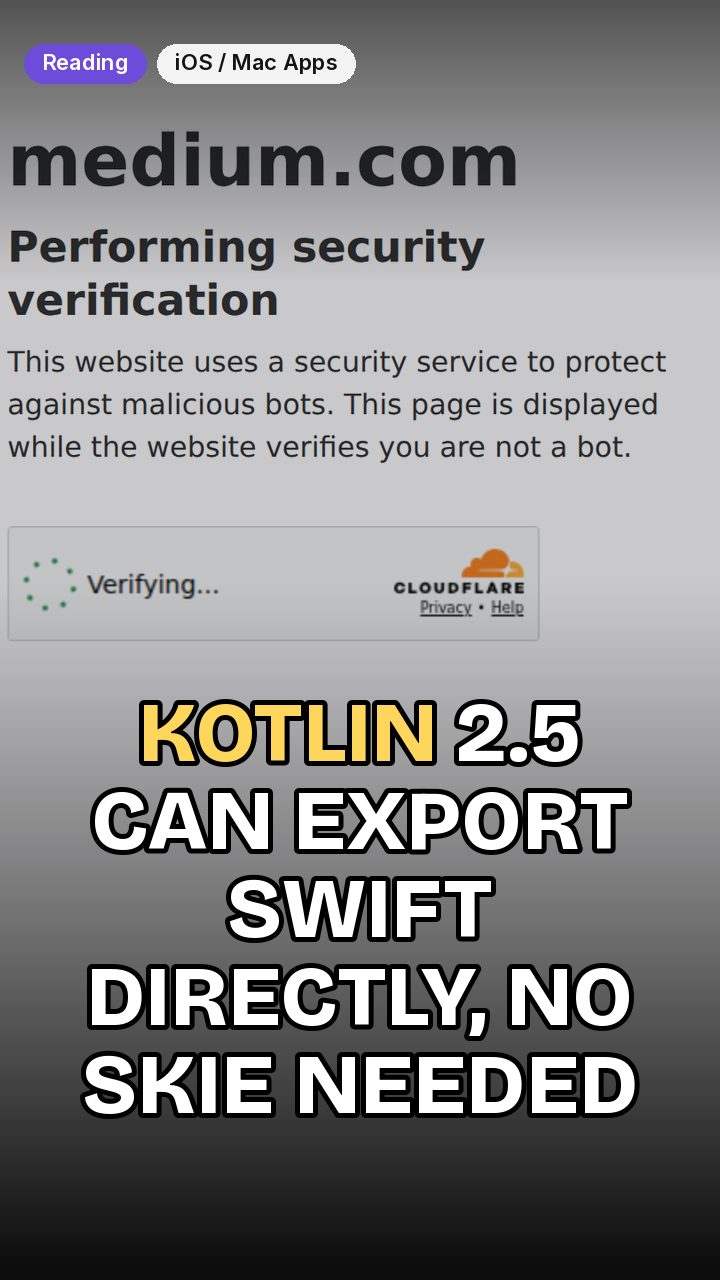 Reading
iOS / Mac Apps
medium.com
Performing security
verification
This website uses a security service to protect
against malicious bots. This page is displayed
while the website verifies you are not a bot.
Verifying...
CLOUDFLARE
Privacy • Help
KOTLIN 2.5
CAN EXPORT
SWIFT
DIRECTLY, NO
SKIE NEEDED